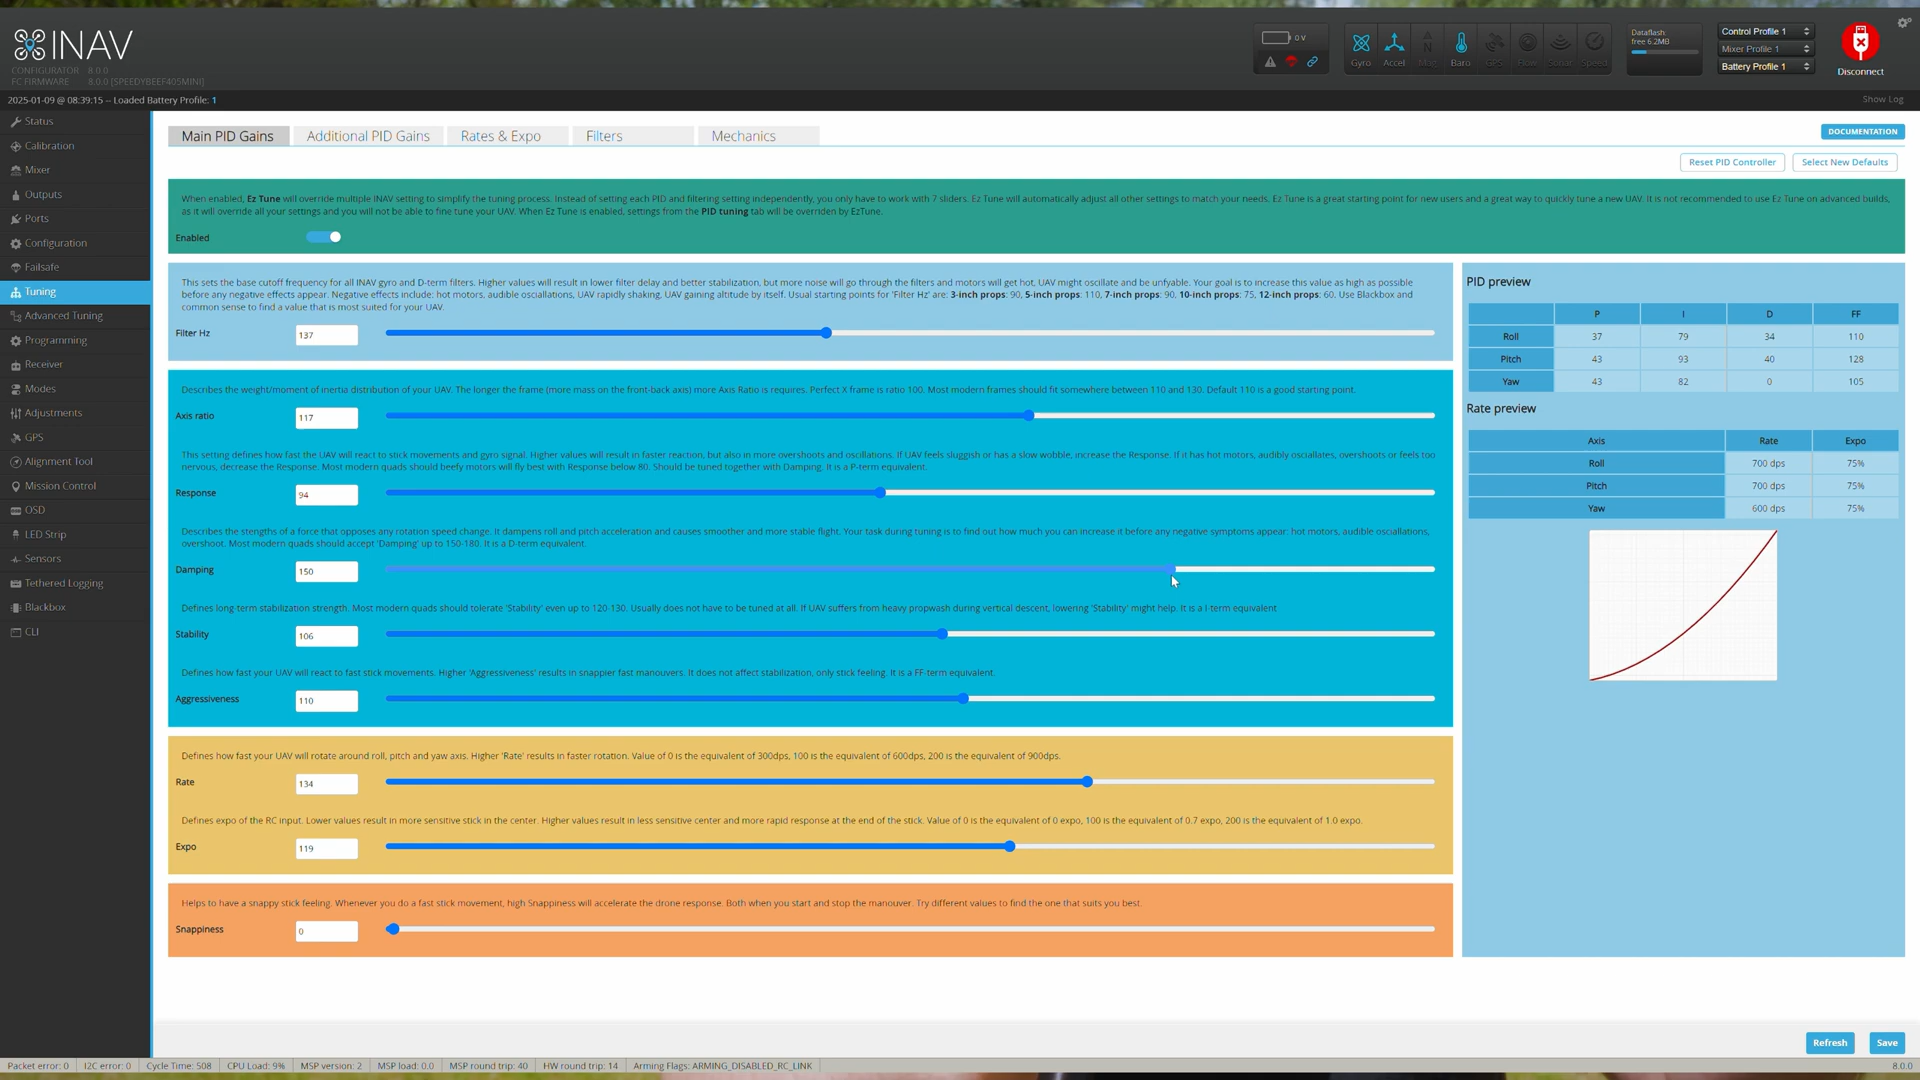 INAV
CONFIGURATOR 8.0.0
FC FIRMWARE 8.0.0 [SPEEDYBEEF405MINI]
0 V
Gyro Accel Mag Baro GPS Flow Sonar Speed
Dataflash
free 6.2MB
Control Profile 1
Mixer Profile 1
Battery Profile 1
Disconnect
2025-01-09 @ 08:39:15 -- Loaded Battery Profile: 1
Show Log
Status
Calibration
Mixer
Outputs
Ports
Configuration
Failsafe
Tuning
Advanced Tuning
Programming
Receiver
Modes
Adjustments
GPS
Alignment Tool
Mission Control
OSD
LED Strip
Sensors
Tethered Logging
Blackbox
CLI
Main PID Gains Additional PID Gains Rates & Expo Filters Mechanics
DOCUMENTATION
Reset PID Controller Select New Defaults
When enabled, Ez Tune will override multiple INAV setting to simplify the tuning process. Instead of setting each PID and filtering setting independently, you only have to work with 7 sliders. Ez Tune will automatically adjust all other settings to match your needs. Ez Tune is a great starting point for new users and a great way to quickly tune a new UAV. It is not recommended to use Ez Tune on advanced builds,
as it will override all your settings and you will not be able to fine tune your UAV. When Ez Tune is enabled, settings from the PID tuning tab will be overriden by EzTune.
Enabled
This sets the base cutoff frequency for all INAV gyro and D-term filters. Higher values will result in lower filter delay and better stabilization, but more noise will go through the filters and motors will get hot, UAV might oscillate and be unflyable. Your goal is to increase this value as high as possible
before any negative effects appear. Negative effects include: hot motors, audible osciallations, UAV rapidly shaking, UAV gaining altitude by itself. Usual starting points for 'Filter Hz' are: 3-inch props: 90, 5-inch props: 110, 7-inch props: 90, 10-inch props: 75, 12-inch props: 60. Use Blackbox and
common sense to find a value that is most suited for your UAV.
Filter Hz 137
Describes the weight/moment of inertia distribution of your UAV. The longer the frame (more mass on the front-back axis) more Axis Ratio is requires. Perfect X frame is ratio 100. Most modern frames should fit somewhere between 110 and 130. Default 110 is a good starting point.
Axis ratio 117
This setting defines how fast the UAV will react to stick movements and gyro signal. Higher values will result in faster reaction, but also in more overshoots and oscillations. If UAV feels sluggish or has a slow wobble, increase the Response. If it has hot motors, audibly osciallates, overshoots or feels too
nervous, decrease the Response. Most modern quads should beefy motors will fly best with Response below 80. Should be tuned together with Damping. It is a P-term equivalent.
Response 94
Describes the stengths of a force that opposes any rotation speed change. It dampens roll and pitch acceleration and causes smoother and more stable flight. Your task during tuning is to find out how much you can increase it before any negative symptoms appear: hot motors, audible osciallations,
overshoot. Most modern quads should accept 'Damping' up to 150-180. It is a D-term equivalent.
Damping 150
Defines long-term stabilization strength. Most modern quads should tolerate 'Stability' even up to 120-130. Usually does not have to be tuned at all. If UAV suffers from heavy propwash during vertical descent, lowering 'Stability' might help. It is a I-term equivalent
Stability 106
Defines how fast your UAV will react to fast stick movements. Higher 'Aggressiveness' results in snappier fast manouvers. It does not affect stabilization, only stick feeling. It is a FF-term equivalent.
Aggressiveness 110
Defines how fast your UAV will rotate around roll, pitch and yaw axis. Higher 'Rate' results in faster rotation. Value of 0 is the equivalent of 300dps, 100 is the equivalent of 600dps, 200 is the equivalent of 900dps.
Rate 134
Defines expo of the RC input. Lower values result in more sensitive stick in the center. Higher values result in less sensitive center and more rapid response at the end of the stick. Value of 0 is the equivalent of 0 expo, 100 is the equivalent of 0.7 expo, 200 is the equivalent of 1.0 expo.
Expo 119
Helps to have a snappy stick feeling. Whenever you do a fast stick movement, high Snappiness will accelerate the drone response. Both when you start and stop the manouver. Try different values to find the one that suits you best.
Snappiness 0
PID preview
P I D FF
Roll 37 79 34 110
Pitch 43 93 40 128
Yaw 43 82 0 105
Rate preview
Axis Rate Expo
Roll 700 dps 75%
Pitch 700 dps 75%
Yaw 600 dps 75%
Refresh Save
Packet error: 0 I2C error: 0 Cycle Time: 508 CPU Load: 9% MSP version: 2 MSP load: 0.0 MSP round trip: 40 HW round trip: 14 Arming Flags: ARMING_DISABLED_RC_LINK 8.0.0